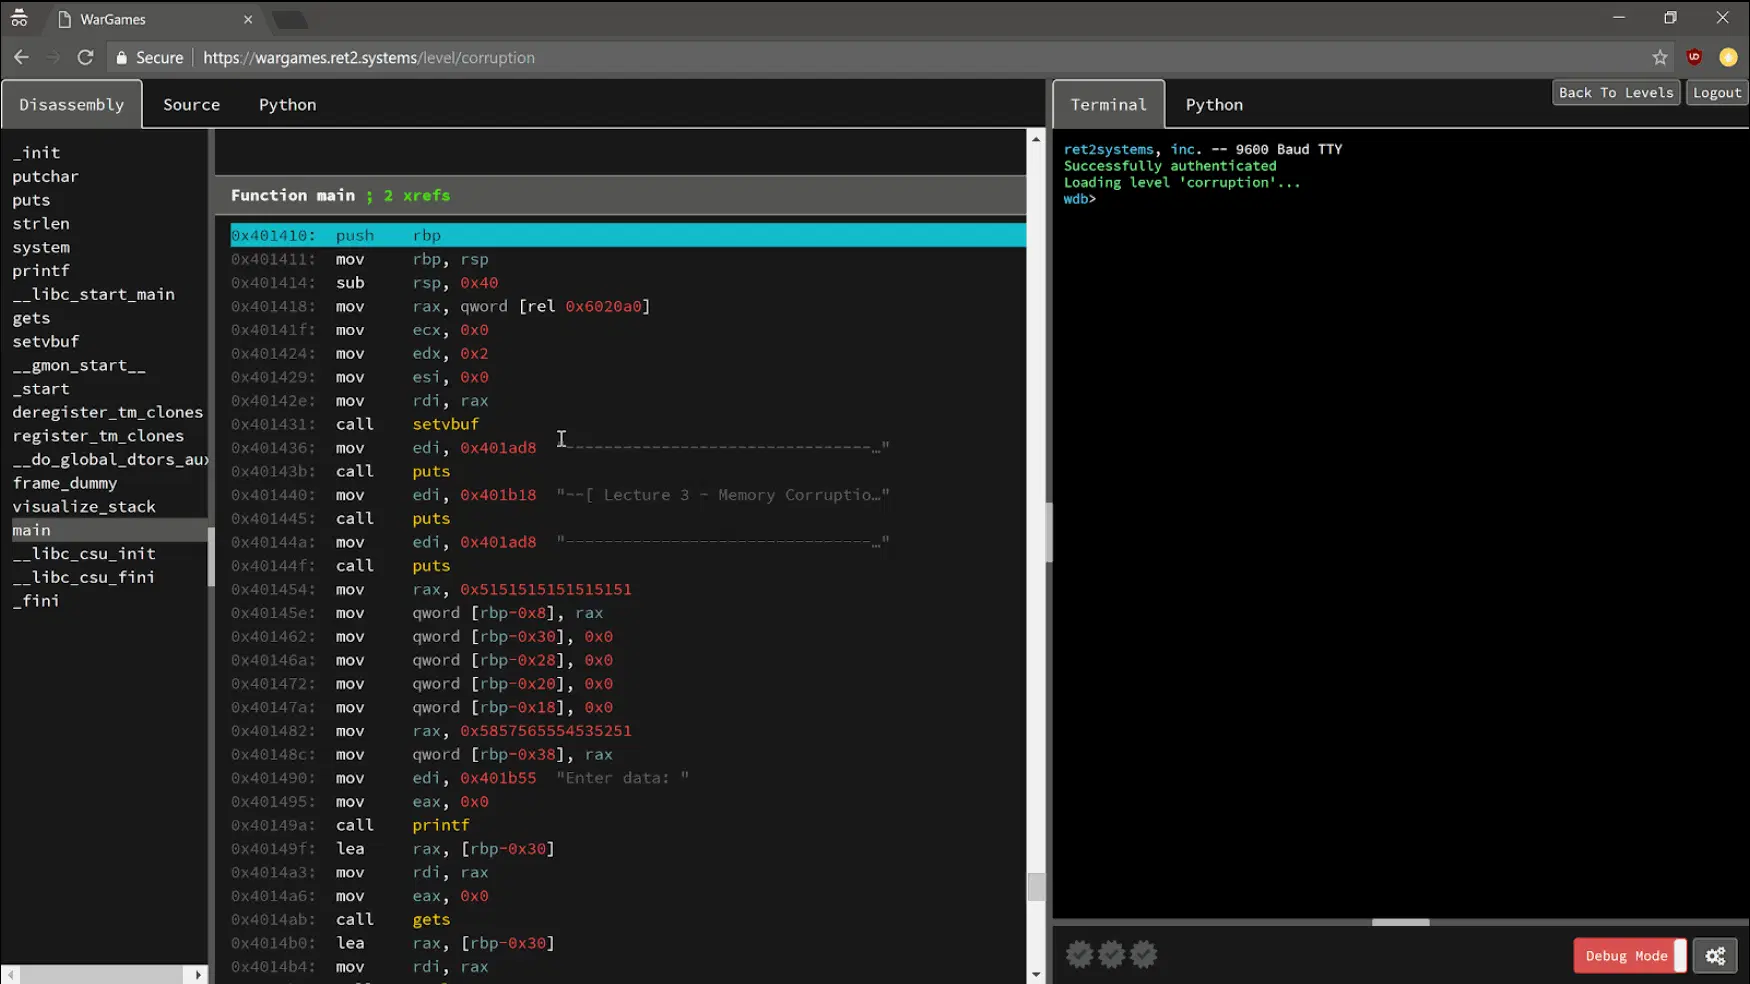 WarGames
Secure https://wargames.ret2.systems/level/corruption
Disassembly Source Python
_init
putchar
puts
strlen
system
printf
__libc_start_main
gets
setvbuf
__gmon_start__
_start
deregister_tm_clones
register_tm_clones
__do_global_dtors_aux
frame_dummy
visualize_stack
main
__libc_csu_init
__libc_csu_fini
_fini
Function main ; 2 xrefs
0x401410: push rbp
0x401411: mov rbp, rsp
0x401414: sub rsp, 0x40
0x401418: mov rax, qword [rel 0x6020a0]
0x40141f: mov ecx, 0x0
0x401424: mov edx, 0x2
0x401429: mov esi, 0x0
0x40142e: mov rdi, rax
0x401431: call setvbuf
0x401436: mov edi, 0x401ad8 --------------------------------…"
0x40143b: call puts
0x401440: mov edi, 0x401b18 "--[ Lecture 3 - Memory Corruptio…"
0x401445: call puts
0x40144a: mov edi, 0x401ad8 "--------------------------------…"
0x40144f: call puts
0x401454: mov rax, 0x5151515151515151
0x40145e: mov qword [rbp-0x8], rax
0x401462: mov qword [rbp-0x30], 0x0
0x40146a: mov qword [rbp-0x28], 0x0
0x401472: mov qword [rbp-0x20], 0x0
0x40147a: mov qword [rbp-0x18], 0x0
0x401482: mov rax, 0x5857565554535251
0x40148c: mov qword [rbp-0x38], rax
0x401490: mov edi, 0x401b55 "Enter data: "
0x401495: mov eax, 0x0
0x40149a: call printf
0x40149f: lea rax, [rbp-0x30]
0x4014a3: mov rdi, rax
0x4014a6: mov eax, 0x0
0x4014ab: call gets
0x4014b0: lea rax, [rbp-0x30]
0x4014b4: mov rdi, rax
Terminal Python
Back To Levels Logout
ret2systems, inc. -- 9600 Baud TTY
Successfully authenticated
Loading level 'corruption'...
wdb>
Debug Mode